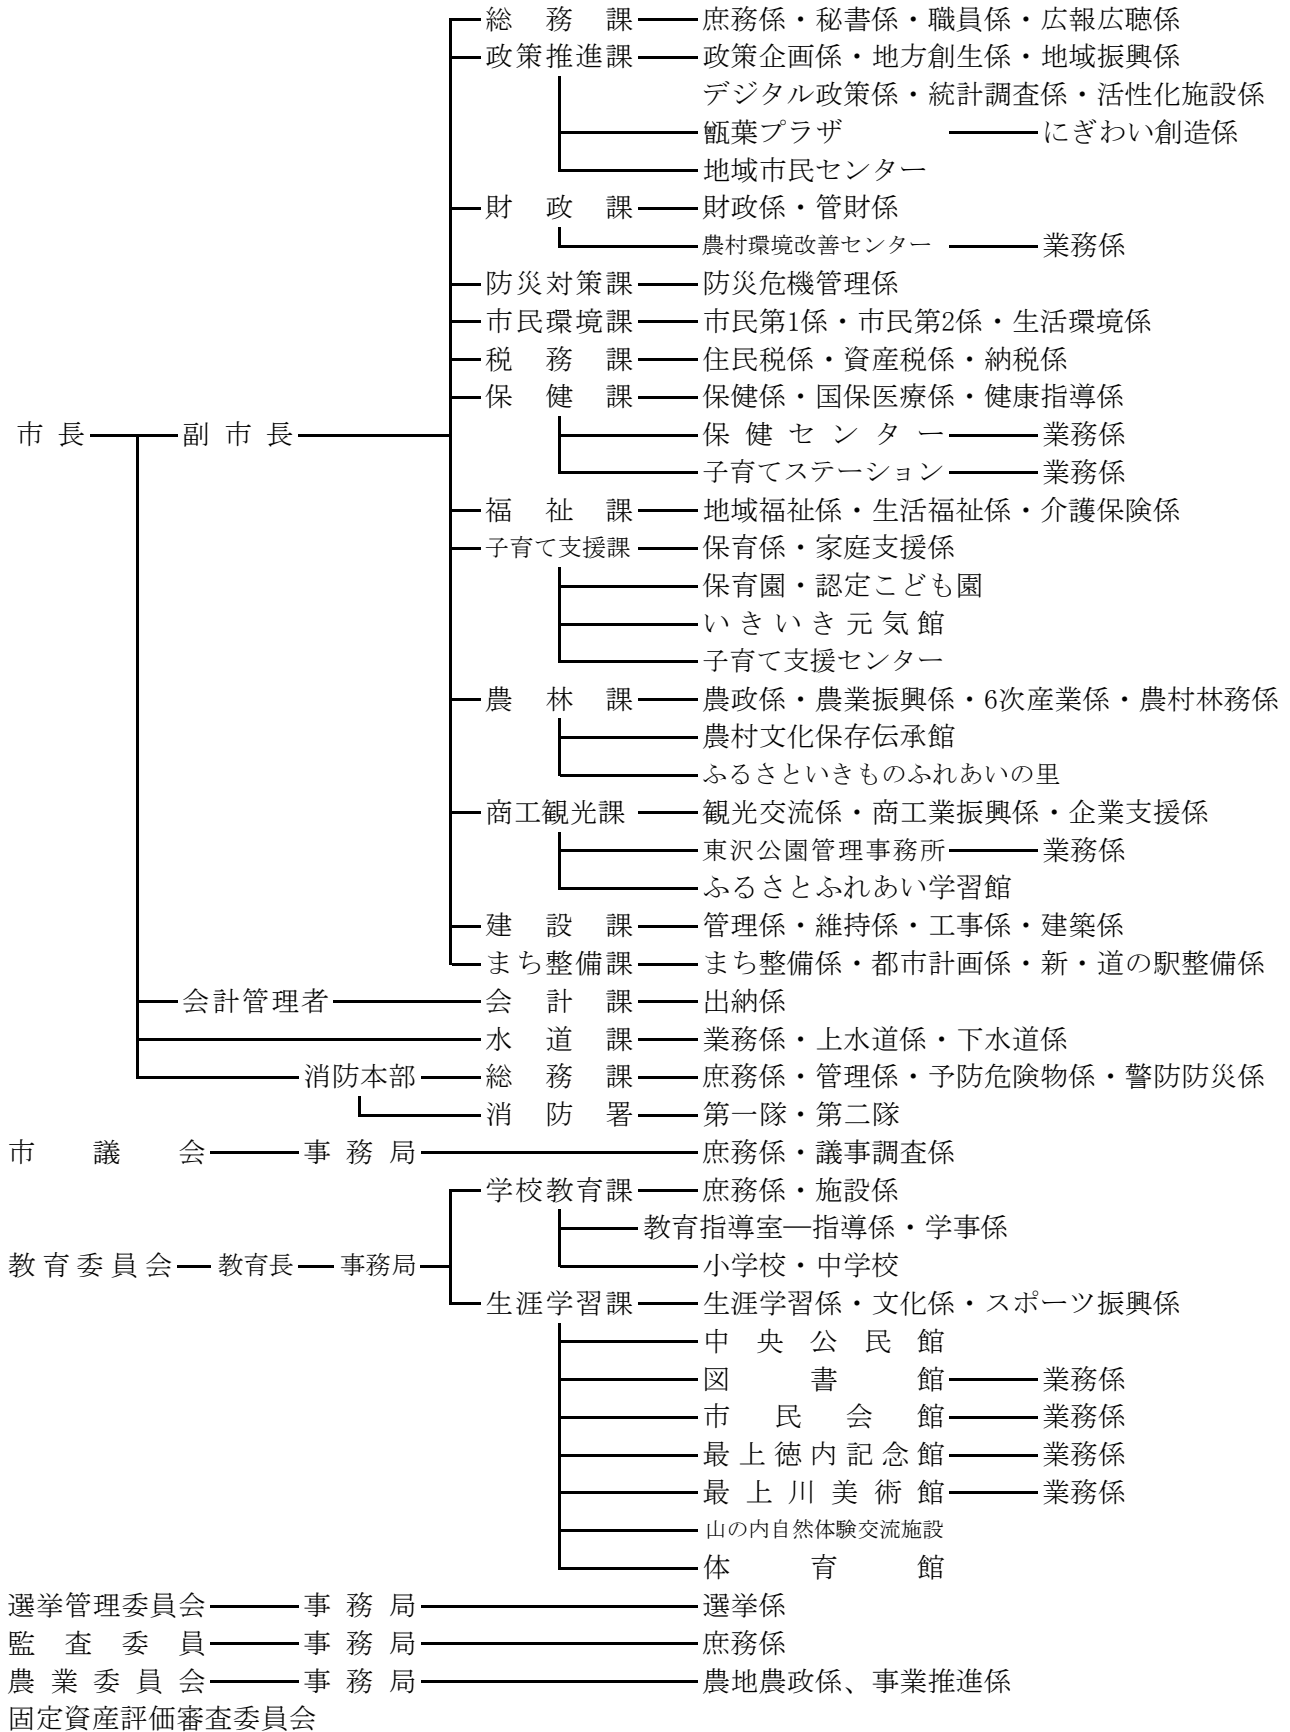 総務課 庶務係・秘書係・職員係・広報広聴係
政策推進課 政策企画係・地方創生係・地域振興係
デジタル政策係・統計調査係・活性化施設係
甑葉プラザ にぎわい創造係
地域市民センター
財政課 財政係・管財係
農村環境改善センター 業務係
防災対策課 防災危機管理係
市民環境課 市民第1係・市民第2係・生活環境係
税務課 住民税係・資産税係・納税係
保健課 保健係・国保医療係・健康指導係
市長 副市長 保健センター 業務係
子育てステーション 業務係
福祉課 地域福祉係・生活福祉係・介護保険係
子育て支援課 保育係・家庭支援係
保育園・認定こども園
いきいき元気館
子育て支援センター
農林課 農政係・農業振興係・6次産業係・農村林務係
農村文化保存伝承館
ふるさといきものふれあいの里
商工観光課 観光交流係・商工業振興係・企業支援係
東沢公園管理事務所 業務係
ふるさとふれあい学習館
建設課 管理係・維持係・工事係・建築係
まち整備課 まち整備係・都市計画係・新・道の駅整備係
会計管理者 会計課 出納係
水道課 業務係・上水道係・下水道係
消防本部 総務課 庶務係・管理係・予防危険物係・警防防災係
消防署 第一隊・第二隊
市議会 事務局 庶務係・議事調査係
学校教育課 庶務係・施設係
教育指導室―指導係・学事係
教育委員会 教育長 事務局 小学校・中学校
生涯学習課 生涯学習係・文化係・スポーツ振興係
中央公民館
図書館 業務係
市民会館 業務係
最上徳内記念館 業務係
最上川美術館 業務係
山の内自然体験交流施設
体育館
選挙管理委員会 事務局 選挙係
監査委員 事務局 庶務係
農業委員会 事務局 農地農政係、事業推進係
固定資産評価審査委員会